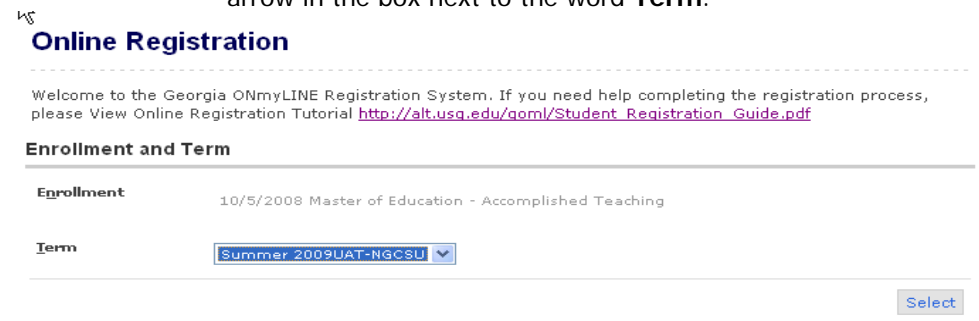 arrow in the box next to the word Term.
Online Registration
Welcome to the Georgia ONmyLINE Registration System. If you need help completing the registration process,
please View Online Registration Tutorial http://alt.usg.edu/goml/Student_Registration_Guide.pdf
Enrollment and Term
Enrollment 10/5/2008 Master of Education - Accomplished Teaching
Term Summer 2009UAT-NGCSU
Select